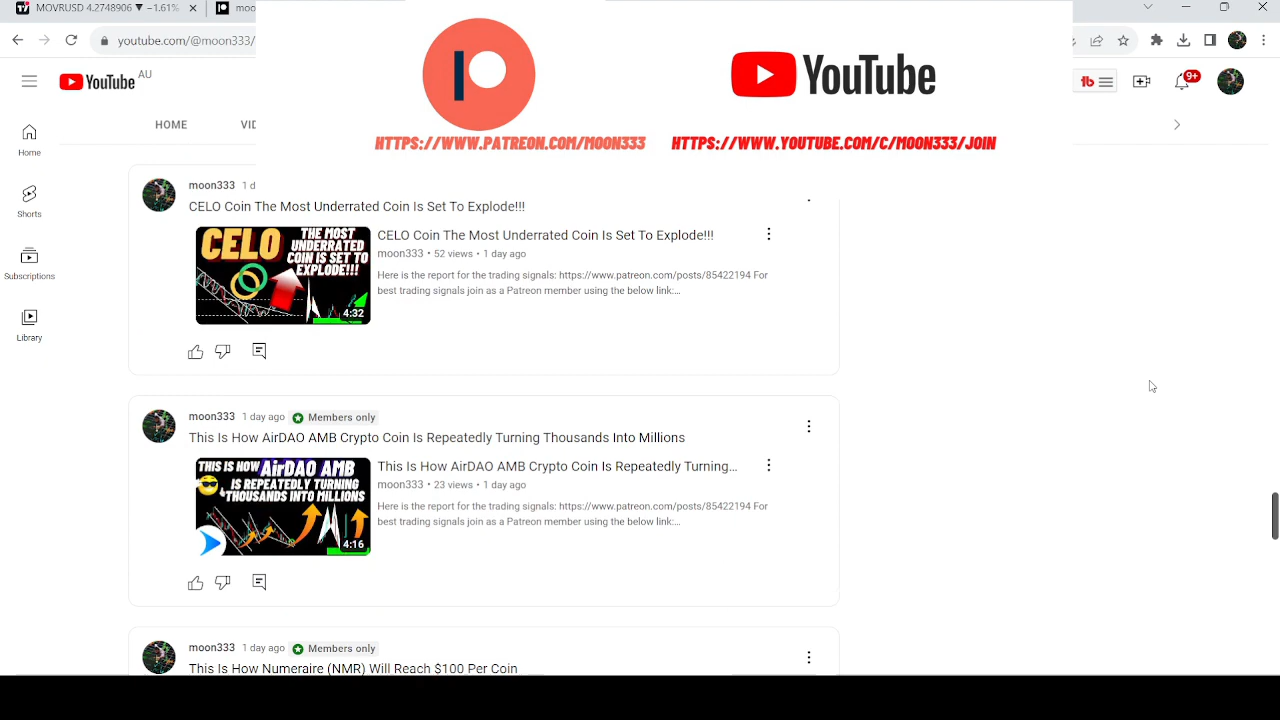 MOVRUSD 4.2748906 ▼ −1.61%
moo
youtube.com/@moon333/
YouTube
HTTPS://WWW.PATREON.COM/MOON333
HTTPS://WWW.YOUTUBE.COM/C/MOON333/JOIN
YouTube AU
9+
HOME
VID
Home
Shorts
Subscriptions
Library
moon333 1 d
CELO Coin The Most Underrated Coin Is Set To Explode!!!
CELO
THE MOST
UNDERRATED
COIN IS SET TO
EXPLODE!!!
4:32
CELO Coin The Most Underrated Coin Is Set To Explode!!!
moon333 • 52 views • 1 day ago
Here is the report for the trading signals: https://www.patreon.com/posts/85422194 For
best trading signals join as a Patreon member using the below link:...
moon333 1 day ago Members only
This Is How AirDAO AMB Crypto Coin Is Repeatedly Turning Thousands Into Millions
THIS IS HOW AirDAO AMB
IS REPEATEDLY TURNING
THOUSANDS INTO MILLIONS
4:16
This Is How AirDAO AMB Crypto Coin Is Repeatedly Turning...
moon333 • 23 views • 1 day ago
Here is the report for the trading signals: https://www.patreon.com/posts/85422194 For
best trading signals join as a Patreon member using the below link:...
moon333 1 day ago Members only
This Is How Numeraire (NMR) Will Reach $100 Per Coin